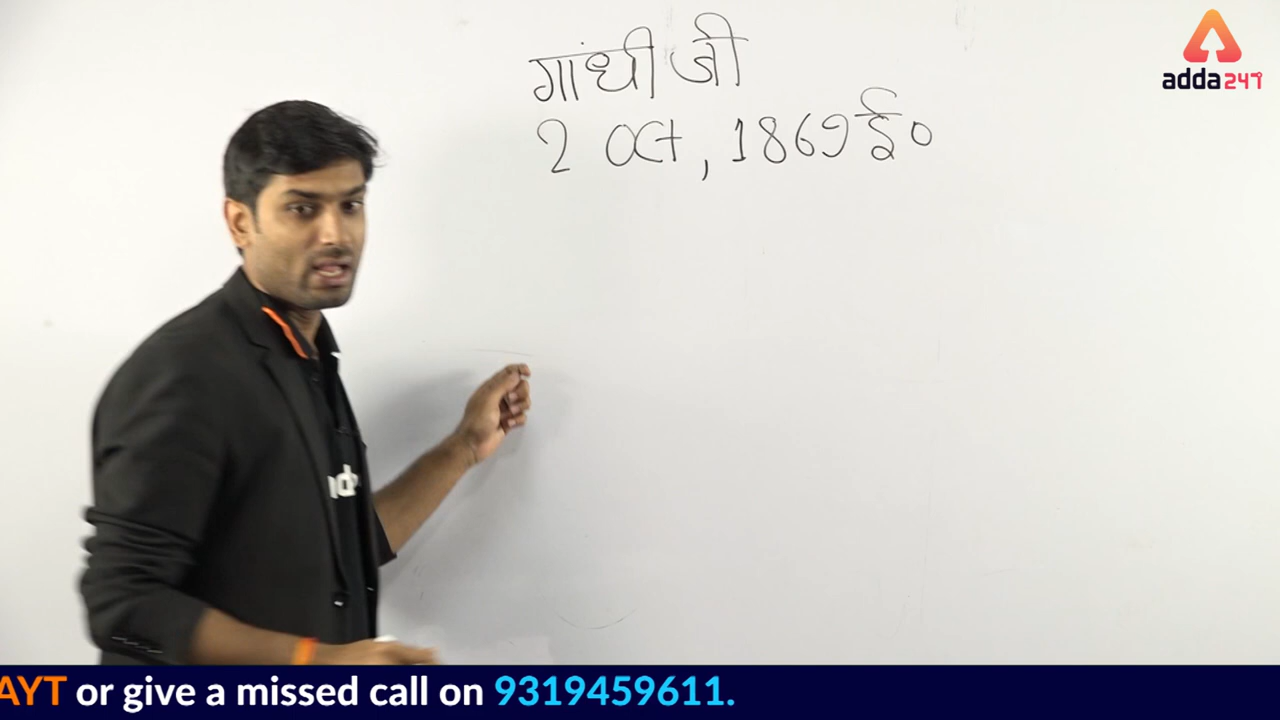 गांधी जी
2 Oct, 1869 ई०
adda247
AYT or give a missed call on 9319459611.